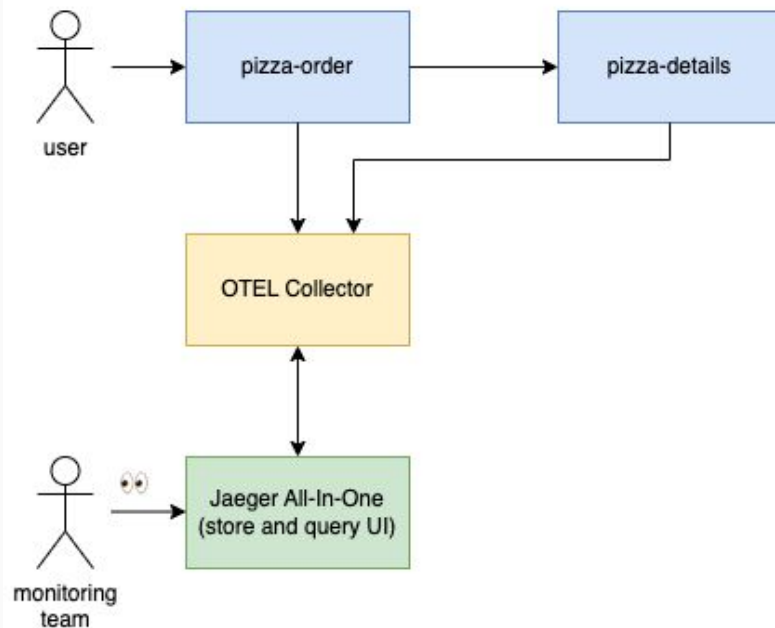 pizza-order
pizza-details
user
OTEL Collector
Jaeger All-In-One
(store and query UI)
monitoring
team